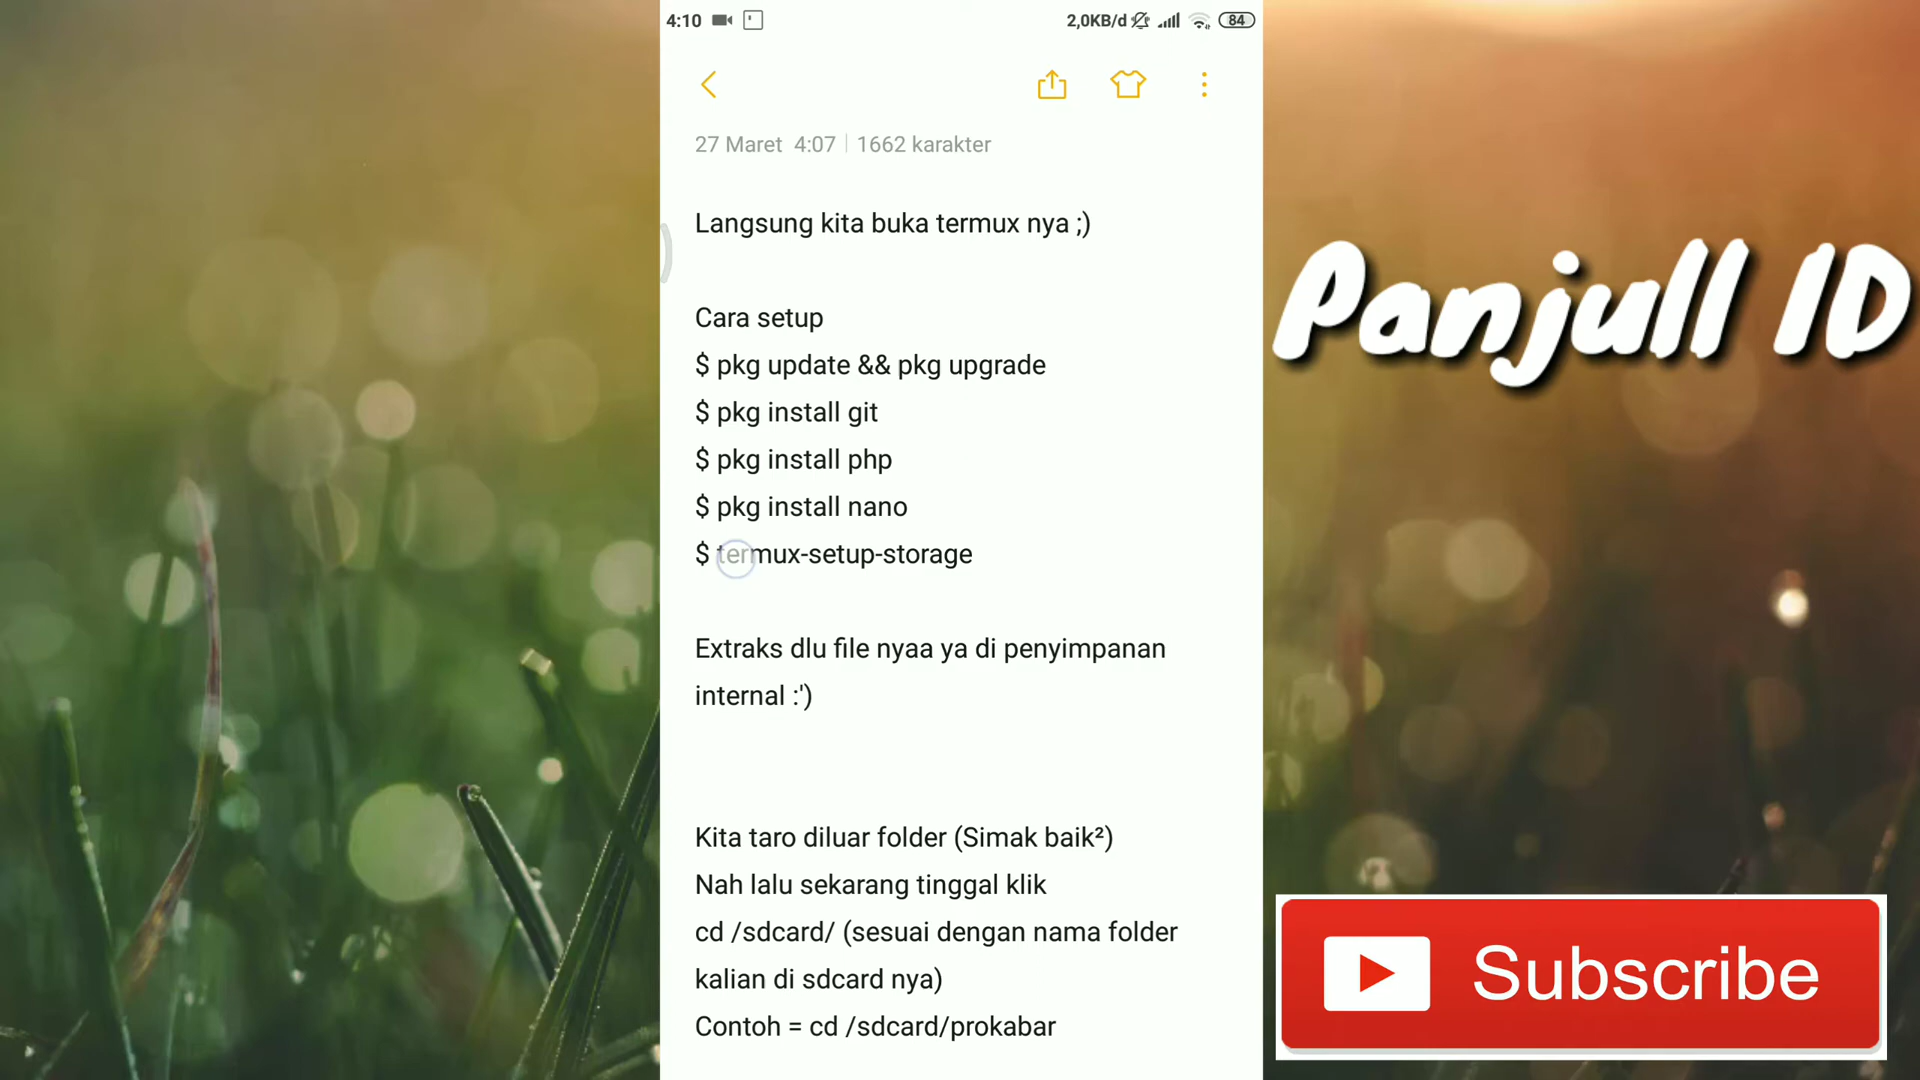 4:10
2,0KB/d
84
27 Maret 4:07 | 1662 karakter
Langsung kita buka termux nya ;)
Cara setup
$ pkg update && pkg upgrade
$ pkg install git
$ pkg install php
$ pkg install nano
$ termux-setup-storage
Extraks dlu file nyaa ya di penyimpanan
internal :')
Kita taro diluar folder (Simak baik²)
Nah lalu sekarang tinggal klik
cd /sdcard/ (sesuai dengan nama folder
kalian di sdcard nya)
Contoh = cd /sdcard/prokabar
Panjull ID
Subscribe